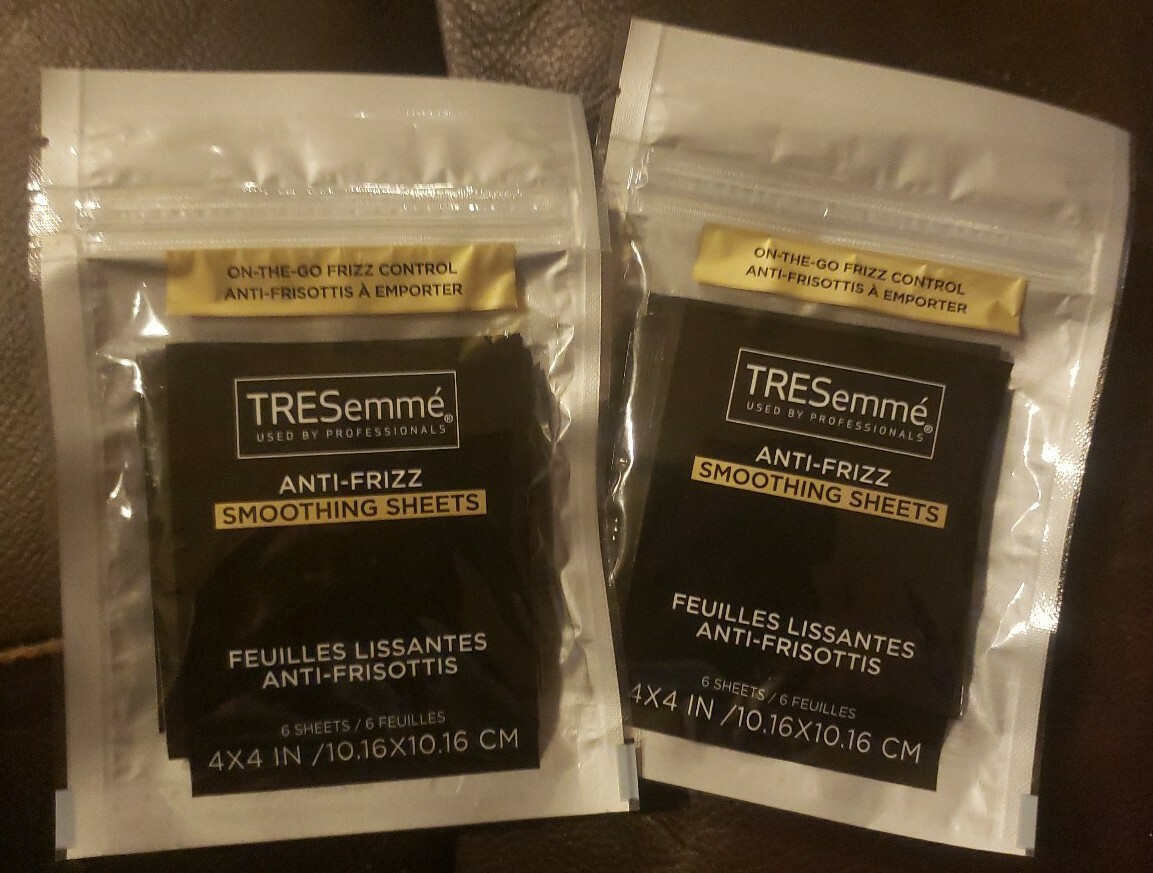 ON-THE-GO FRIZZ CONTROL
ANTI-FRISOTTIS À EMPORTER
TRESemmé®
USED BY PROFESSIONALS
ANTI-FRIZZ
SMOOTHING SHEETS
FEUILLES LISSANTES
ANTI-FRISOTTIS
6 SHEETS / 6 FEUILLES
4X4 IN /10.16X10.16 CM
ON-THE-GO FRIZZ CONTROL
ANTI-FRISOTTIS À EMPORTER
TRESemmé®
USED BY PROFESSIONALS
ANTI-FRIZZ
SMOOTHING SHEETS
FEUILLES LISSANTES
ANTI-FRISOTTIS
6 SHEETS / 6 FEUILLES
4X4 IN /10.16X10.16 CM